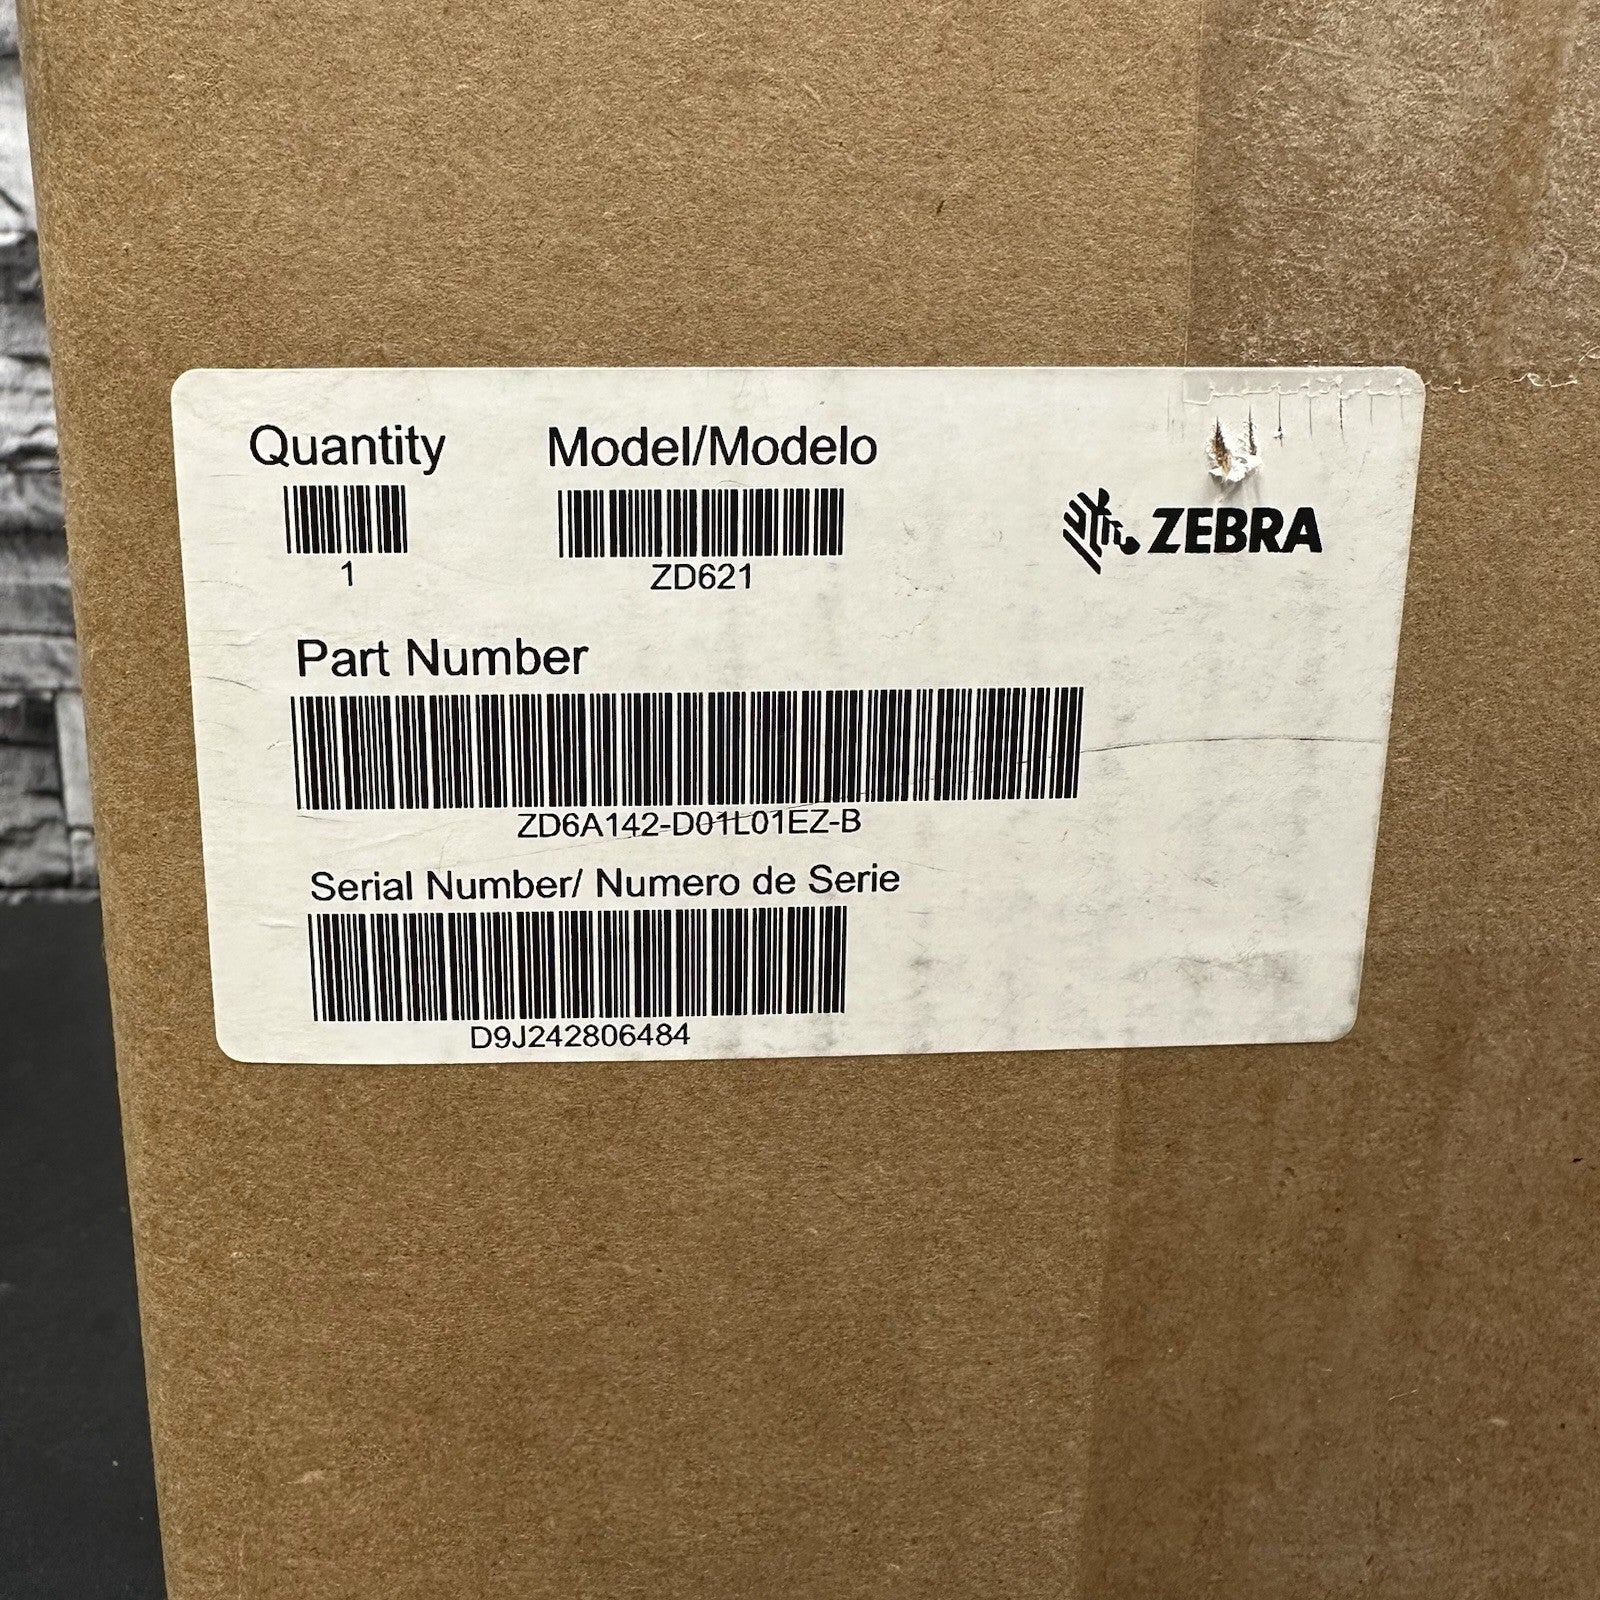 Quantity
1
Model/Modelo
ZD621
ZEBRA
Part Number
ZD6A142-D01L01EZ-B
Serial Number/ Numero de Serie
D9J242806484